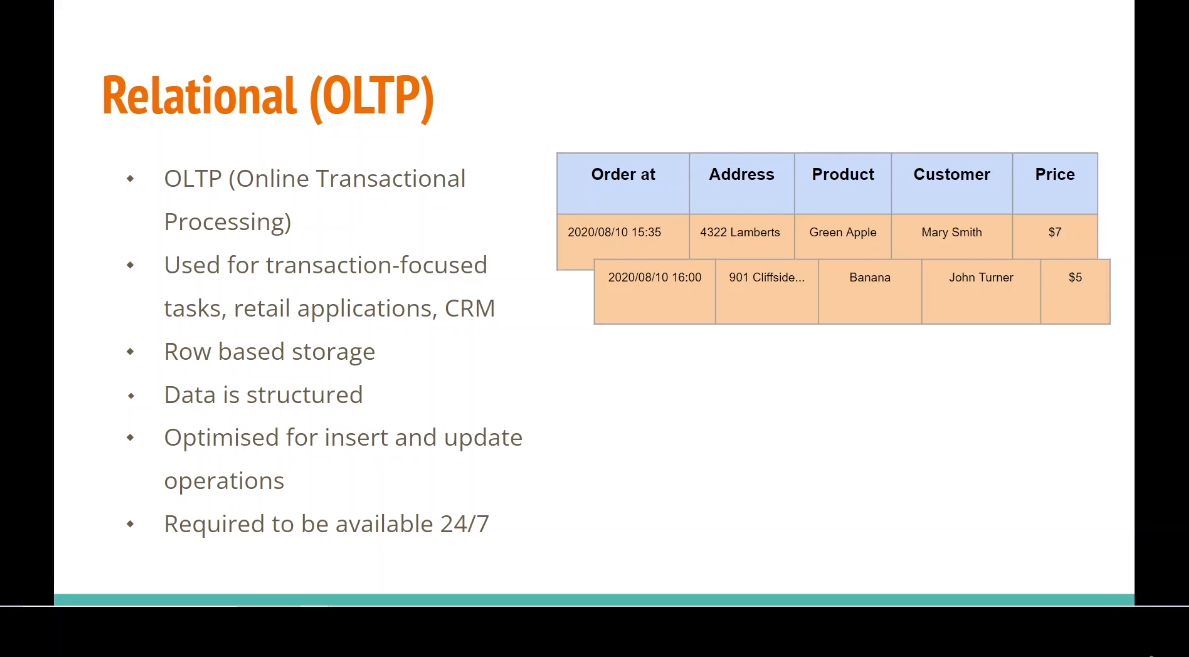 Relational (OLTP)
OLTP (Online Transactional
Processing)
Used for transaction-focused
tasks, retail applications, CRM
Row based storage
Data is structured
Optimised for insert and update
operations
Required to be available 24/7
Order at Address Product Customer Price
2020/08/10 15:35 4322 Lamberts Green Apple Mary Smith $7
2020/08/10 16:00 901 Cliffside... Banana John Turner $5